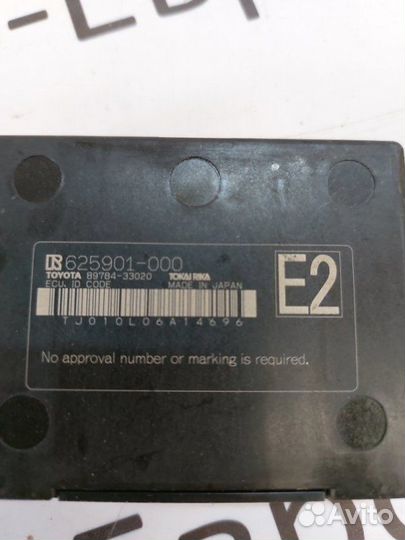 625901-000
TOYOTA 89784-33020 TOKAI RIKA
ECU, ID CODE MADE IN JAPAN
E2
TJ010L06A14696
No approval number or marking is required.
Avito